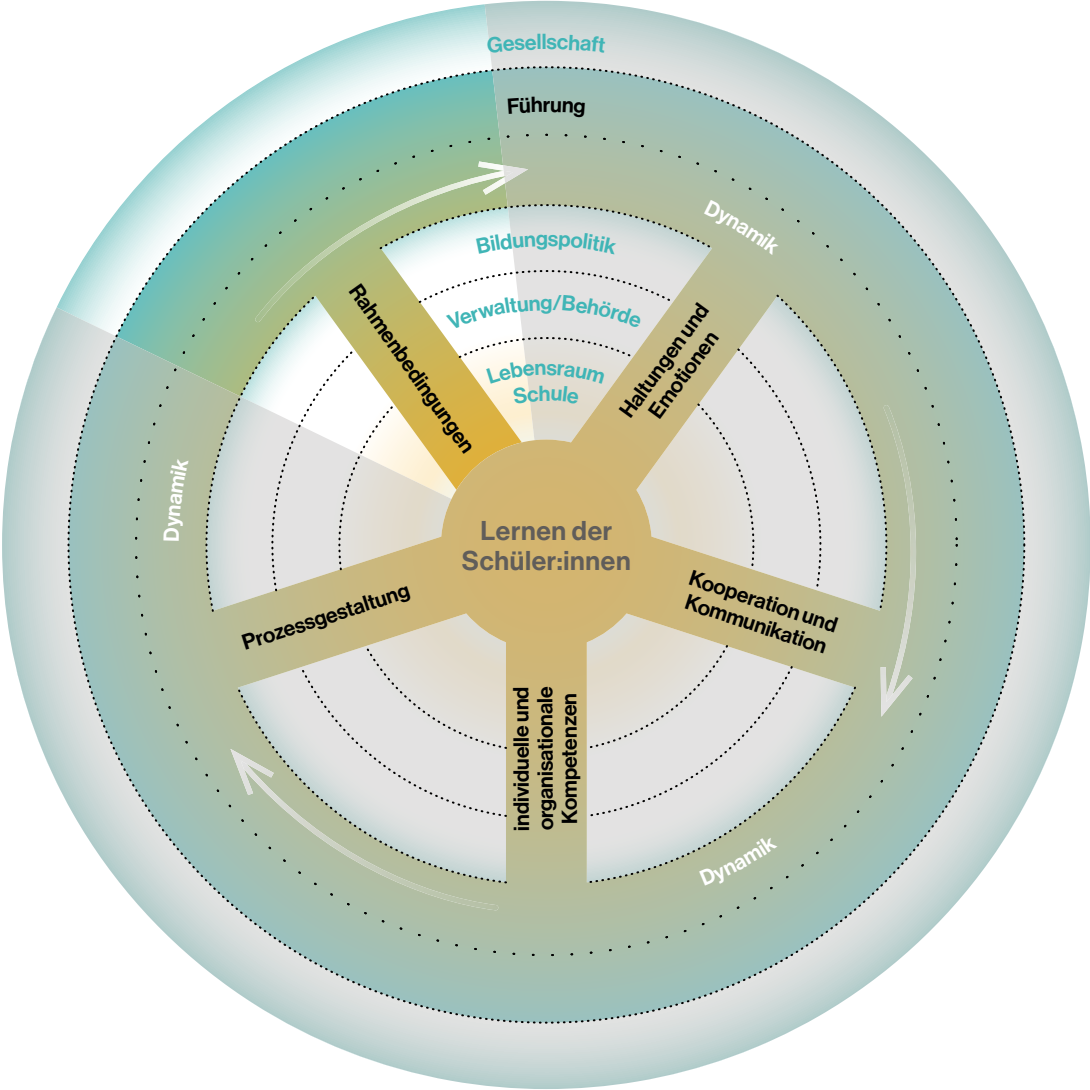 Gesellschaft
Führung
Dynamik
Bildungspolitik
Verwaltung/Behörde
Lebensraum
Schule
Rahmenbedingungen
Haltungen und
Emotionen
Dynamik
Lernen der
Schüler:innen
Prozessgestaltung
Kooperation und
Kommunikation
individuelle und
organisationale
Kompetenzen
Dynamik